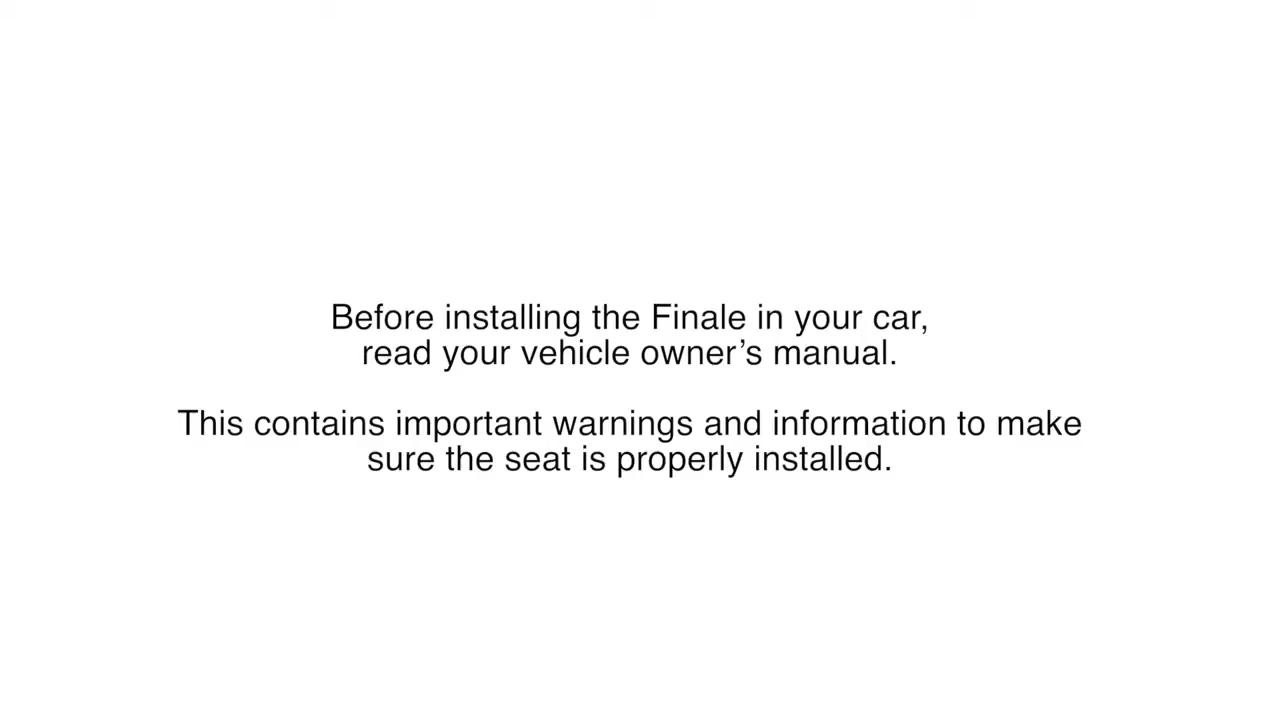 Before installing the Finale in your car,
read your vehicle owner’s manual.
This contains important warnings and information to make
sure the seat is properly installed.